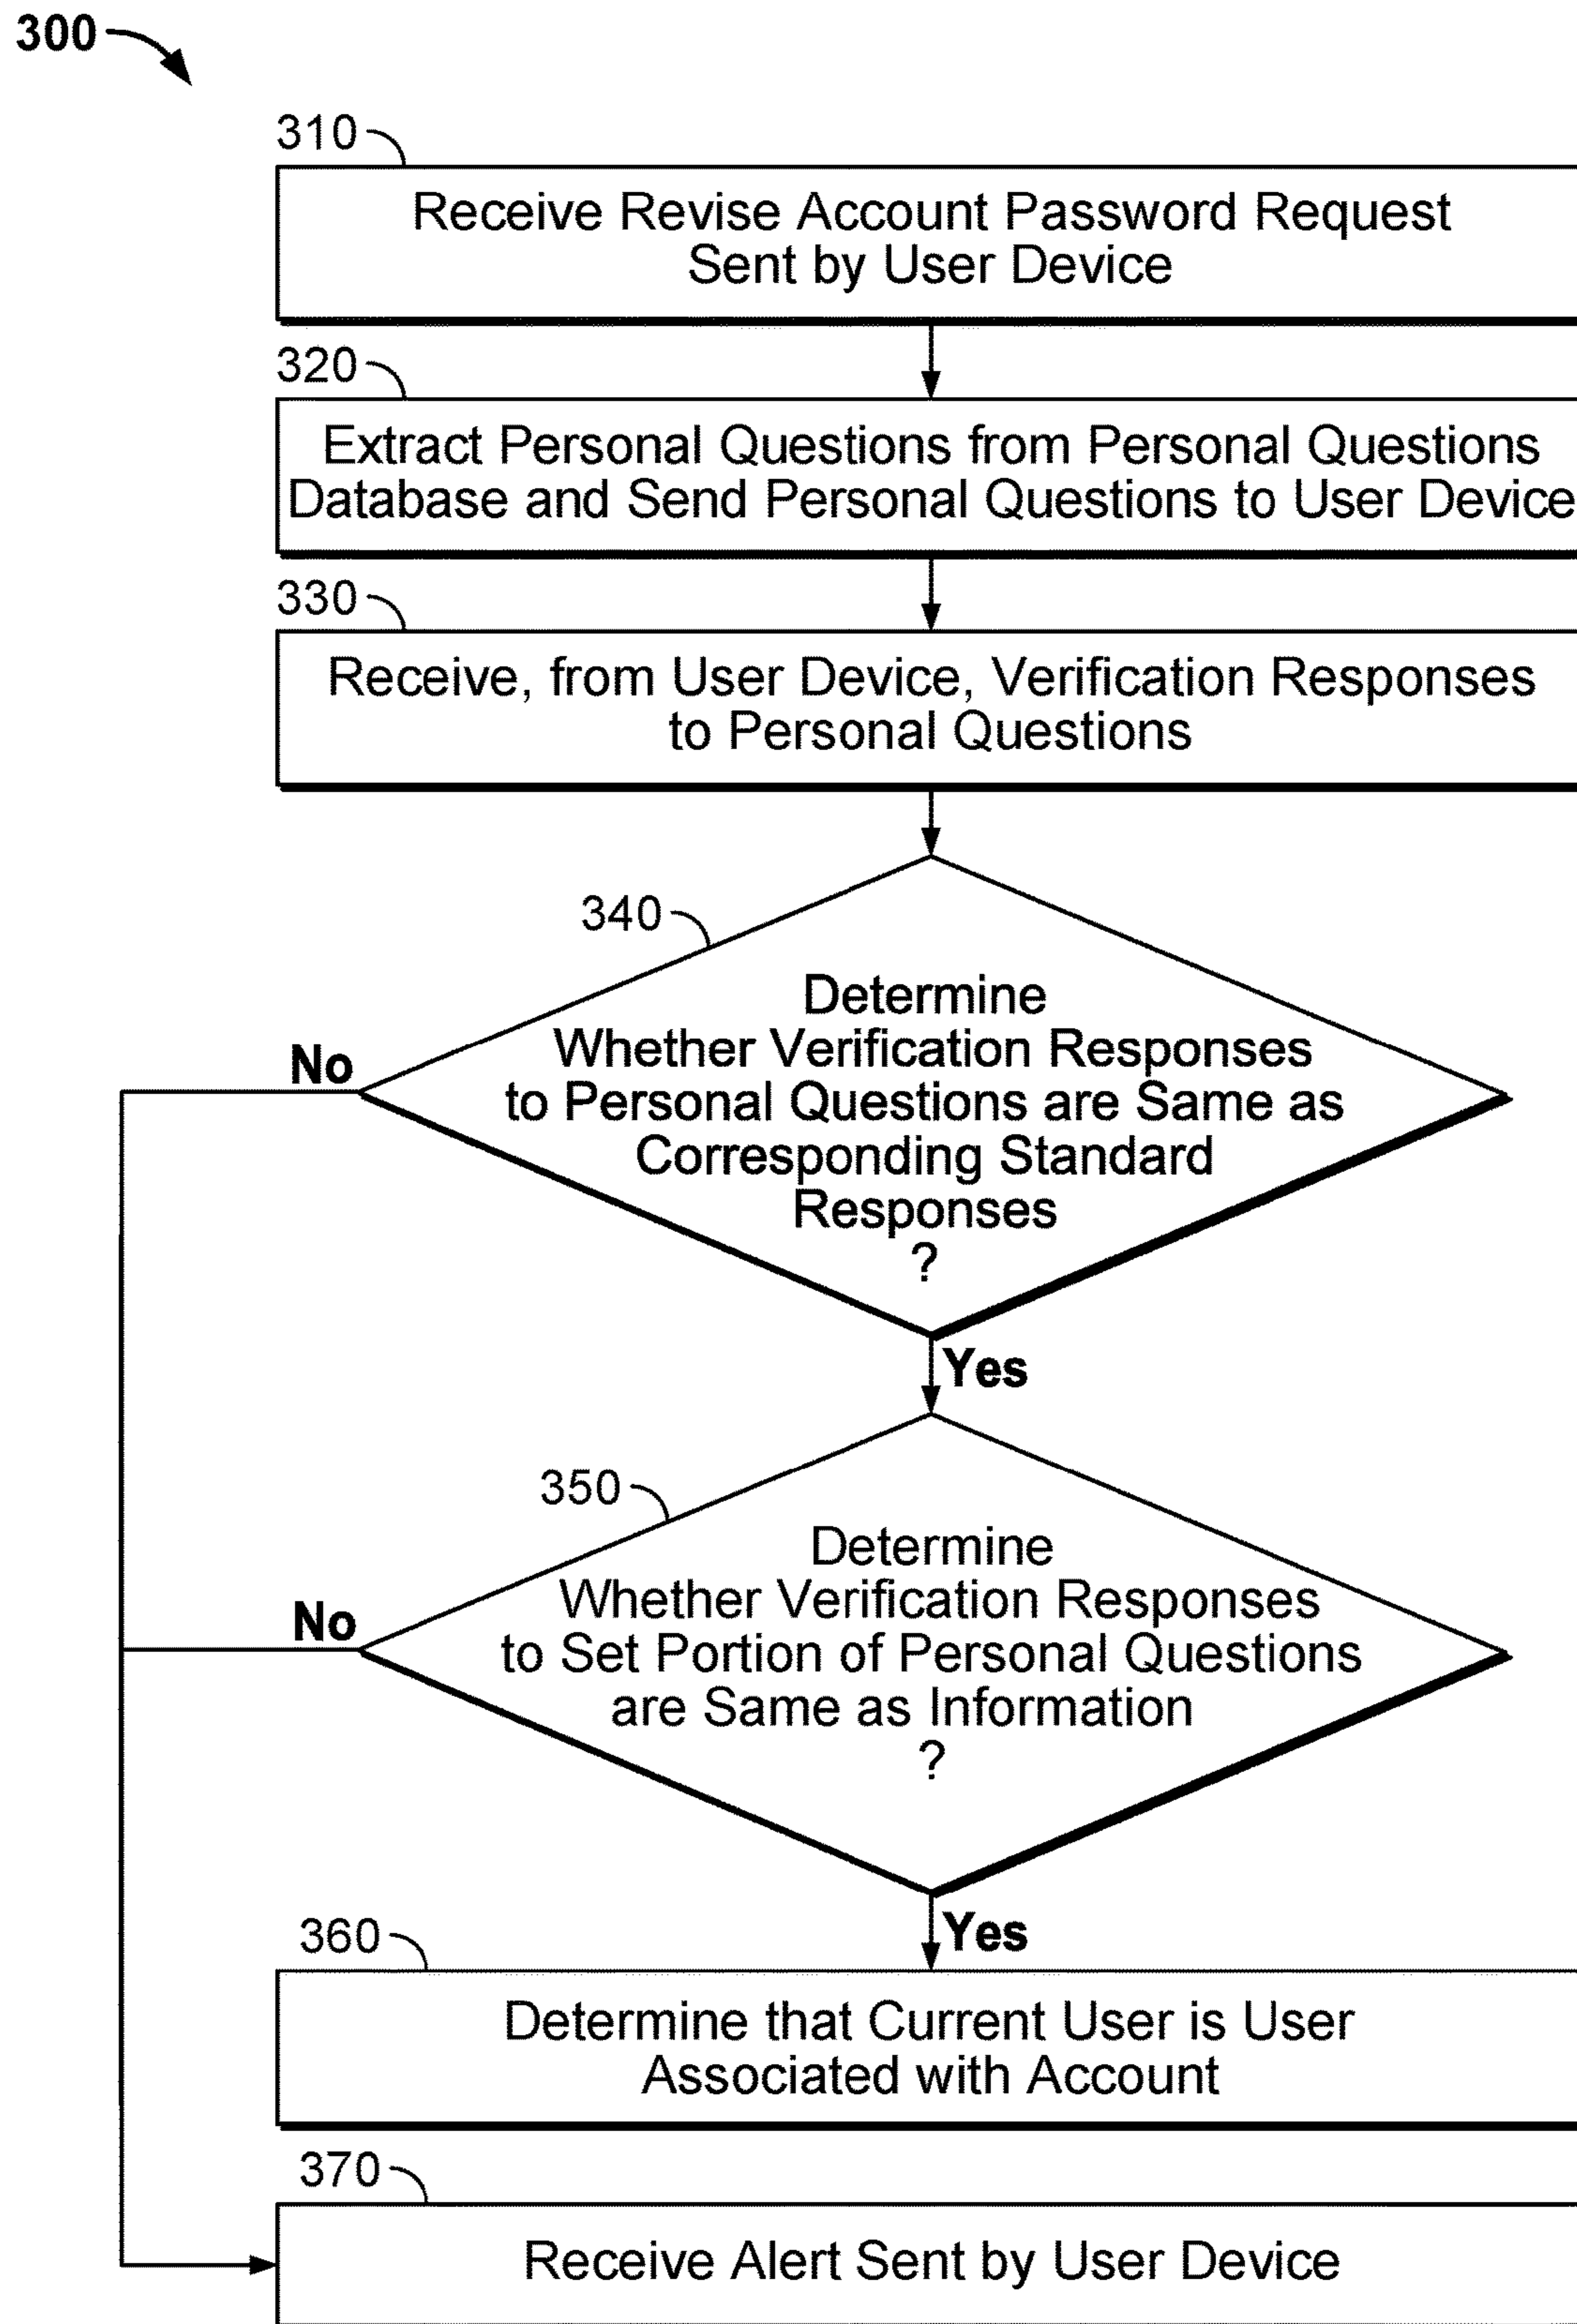 300
310
Receive Revise Account Password Request
Sent by User Device
320
Extract Personal Questions from Personal Questions
Database and Send Personal Questions to User Device
330
Receive, from User Device, Verification Responses
to Personal Questions
340
Determine
Whether Verification Responses
to Personal Questions are Same as
Corresponding Standard
Responses
?
No
Yes
350
Determine
Whether Verification Responses
to Set Portion of Personal Questions
are Same as Information
?
No
Yes
360
Determine that Current User is User
Associated with Account
370
Receive Alert Sent by User Device